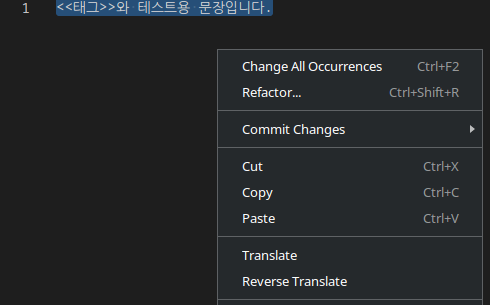 1 <<태그>>와 테스트용 문장입니다.
Change All Occurrences Ctrl+F2
Refactor... Ctrl+Shift+R
Commit Changes
Cut Ctrl+X
Copy Ctrl+C
Paste Ctrl+V
Translate
Reverse Translate